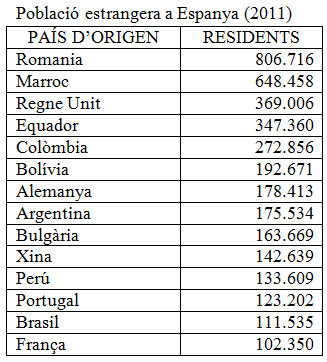 Població estrangera a Espanya (2011)
PAÍS D’ORIGEN RESIDENTS
Romania 806.716
Marroc 648.458
Regne Unit 369.006
Equador 347.360
Colòmbia 272.856
Bolívia 192.671
Alemanya 178.413
Argentina 175.534
Bulgària 163.669
Xina 142.639
Perú 133.609
Portugal 123.202
Brasil 111.535
França 102.350